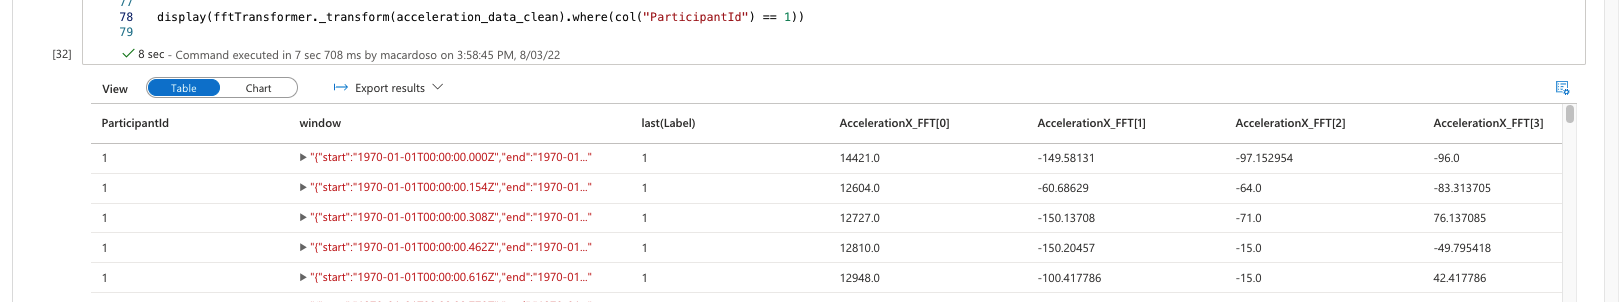 77
78 display(fftTransformer._transform(acceleration_data_clean).where(col("ParticipantId") == 1))
79
[32] 8 sec - Command executed in 7 sec 708 ms by macardoso on 3:58:45 PM, 8/03/22
View Table Chart Export results
ParticipantId window last(Label) AccelerationX_FFT[0] AccelerationX_FFT[1] AccelerationX_FFT[2] AccelerationX_FFT[3]
1 "{"start":"1970-01-01T00:00:00.000Z","end":"1970-01..." 1 14421.0 -149.58131 -97.152954 -96.0
1 "{"start":"1970-01-01T00:00:00.154Z","end":"1970-01..." 1 12604.0 -60.68629 -64.0 -83.313705
1 "{"start":"1970-01-01T00:00:00.308Z","end":"1970-01..." 1 12727.0 -150.13708 -71.0 76.137085
1 "{"start":"1970-01-01T00:00:00.462Z","end":"1970-01..." 1 12810.0 -150.20457 -15.0 -49.795418
1 "{"start":"1970-01-01T00:00:00.616Z","end":"1970-01..." 1 12948.0 -100.417786 -15.0 42.417786